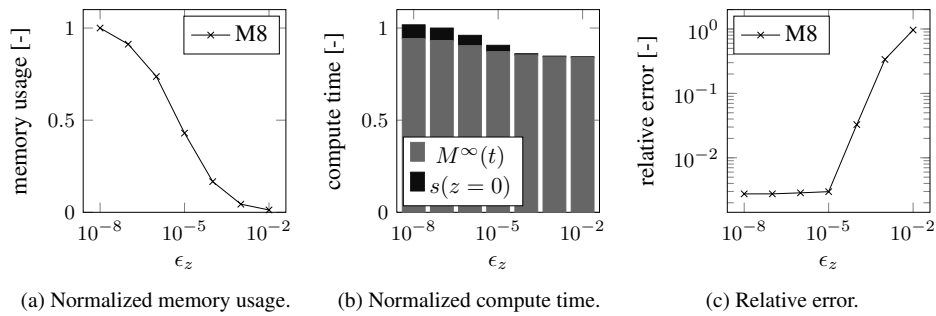 memory usage [-]
1
0.5
0
M8
10^{-8}
10^{-5}
10^{-2}
ϵ_z
(a) Normalized memory usage.
compute time [-]
1
0.5
0
M^∞(t)
s(z = 0)
10^{-8}
10^{-5}
10^{-2}
ϵ_z
(b) Normalized compute time.
relative error [-]
10^0
10^{-1}
10^{-2}
M8
10^{-8}
10^{-5}
10^{-2}
ϵ_z
(c) Relative error.